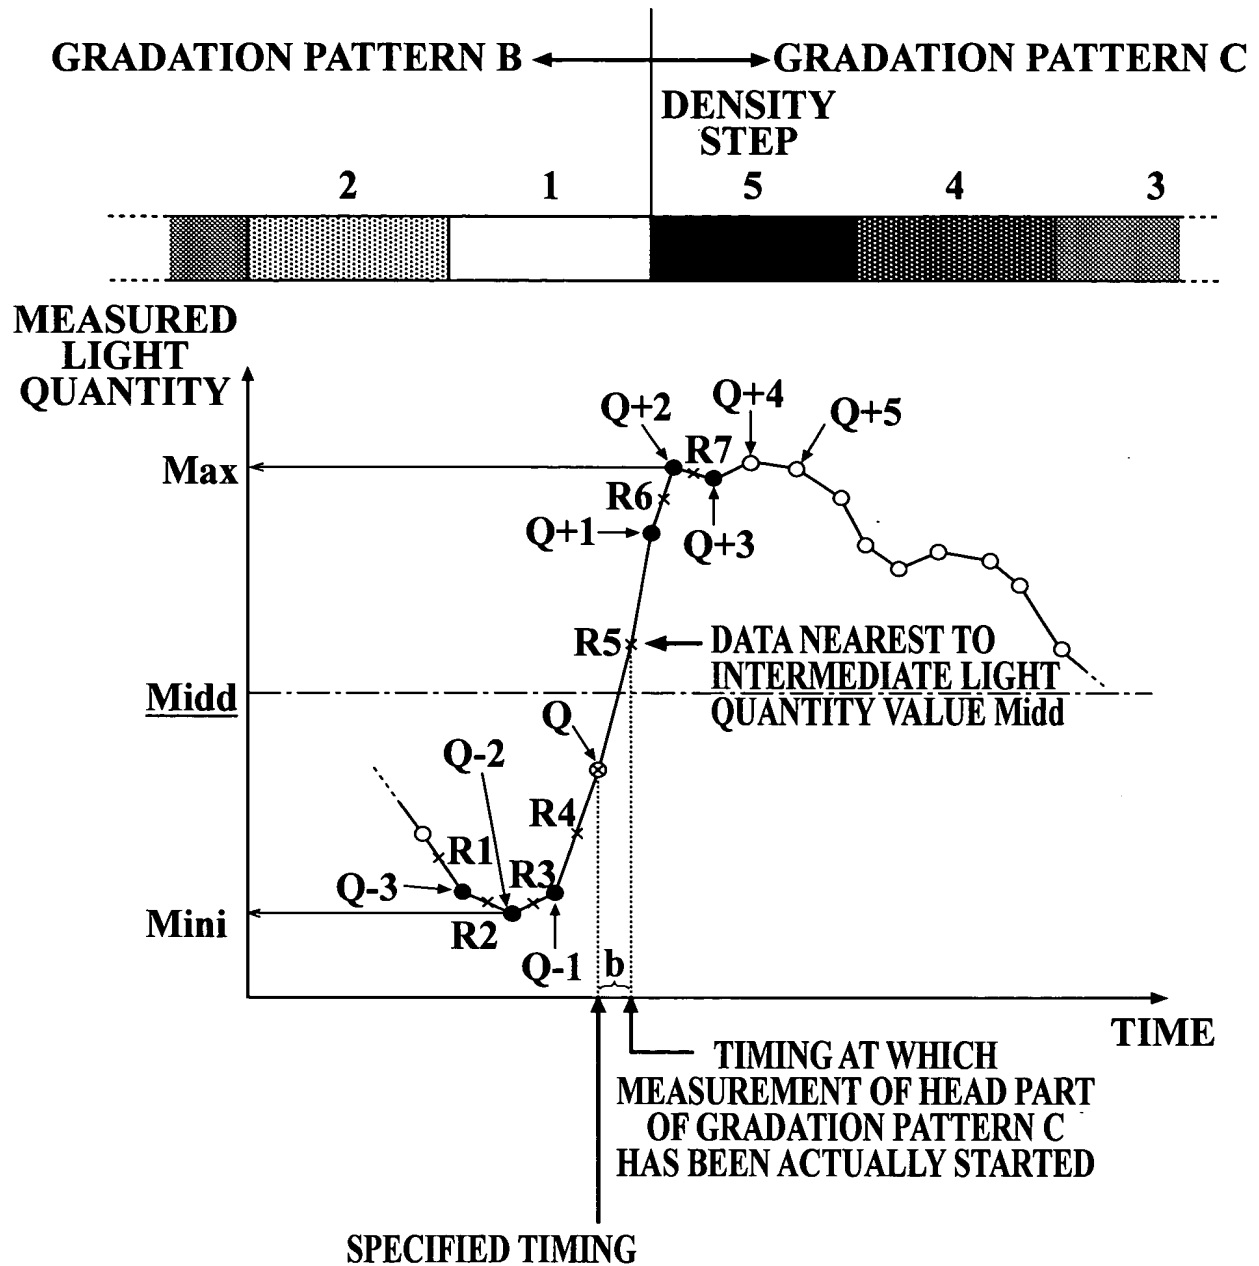 GRADATION PATTERN B
GRADATION PATTERN C
DENSITY
STEP
2
1
5
4
3
MEASURED
LIGHT
QUANTITY
Q+2
Q+4
Q+5
Max
R7
R6
Q+1
Q+3
R5
DATA NEAREST TO
INTERMEDIATE LIGHT
QUANTITY VALUE Midd
Midd
Q
Q-2
R4
R1
R3
Q-3
Mini
R2
Q-1
b
TIME
TIMING AT WHICH
MEASUREMENT OF HEAD PART
OF GRADATION PATTERN C
HAS BEEN ACTUALLY STARTED
SPECIFIED TIMING